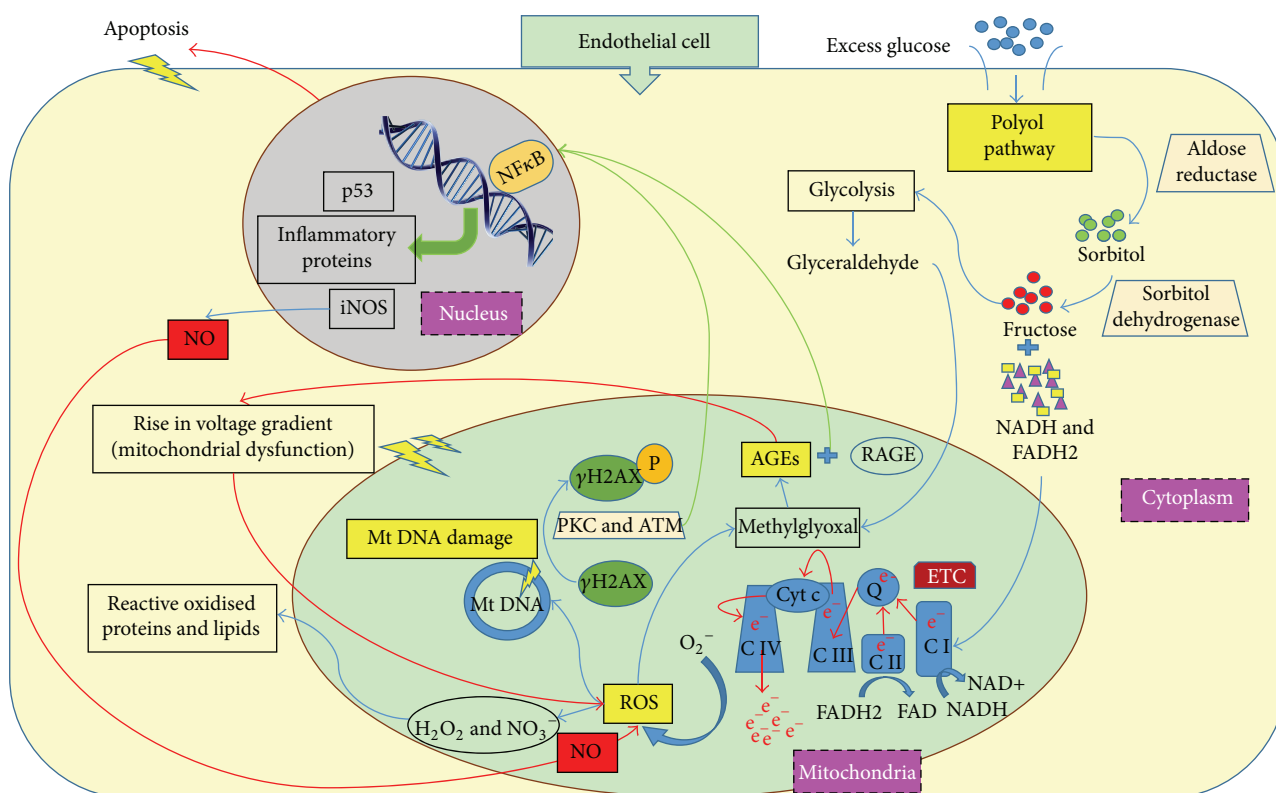 Apoptosis
Endothelial cell
Excess glucose
Polyol
pathway
Aldose
reductase
Glycolysis
Sorbitol
Glyceraldehyde
Sorbitol
dehydrogenase
Fructose
NADH and
FADH2
Cytoplasm
NFκB
p53
Inflammatory
proteins
iNOS
Nucleus
NO
Rise in voltage gradient
(mitochondrial dysfunction)
AGEs
RAGE
P
γH2AX
PKC and ATM
Methylglyoxal
Mt DNA damage
γH2AX
Mt DNA
Reactive oxidised
proteins and lipids
Cyt c
Q
e-
ETC
e−
C IV
e−
C III
e−
C II
e−
C I
O2−
NAD+
NADH
FADH2
FAD
ROS
e−
e− e−
e− e− e−
H2O2 and NO3−
NO
Mitochondria